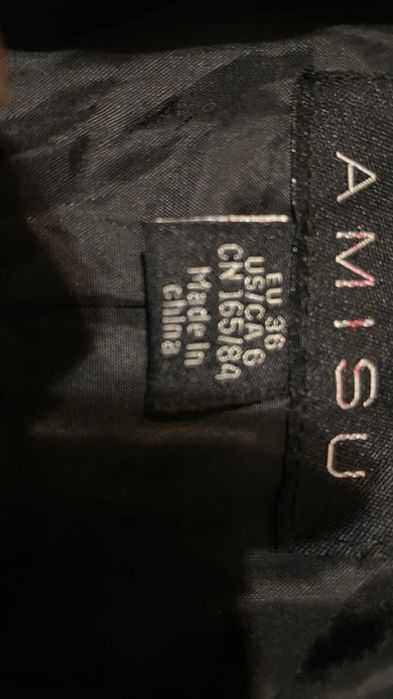 AMISU
EU 36
US/CA 6
CN 165/84
Made In
China